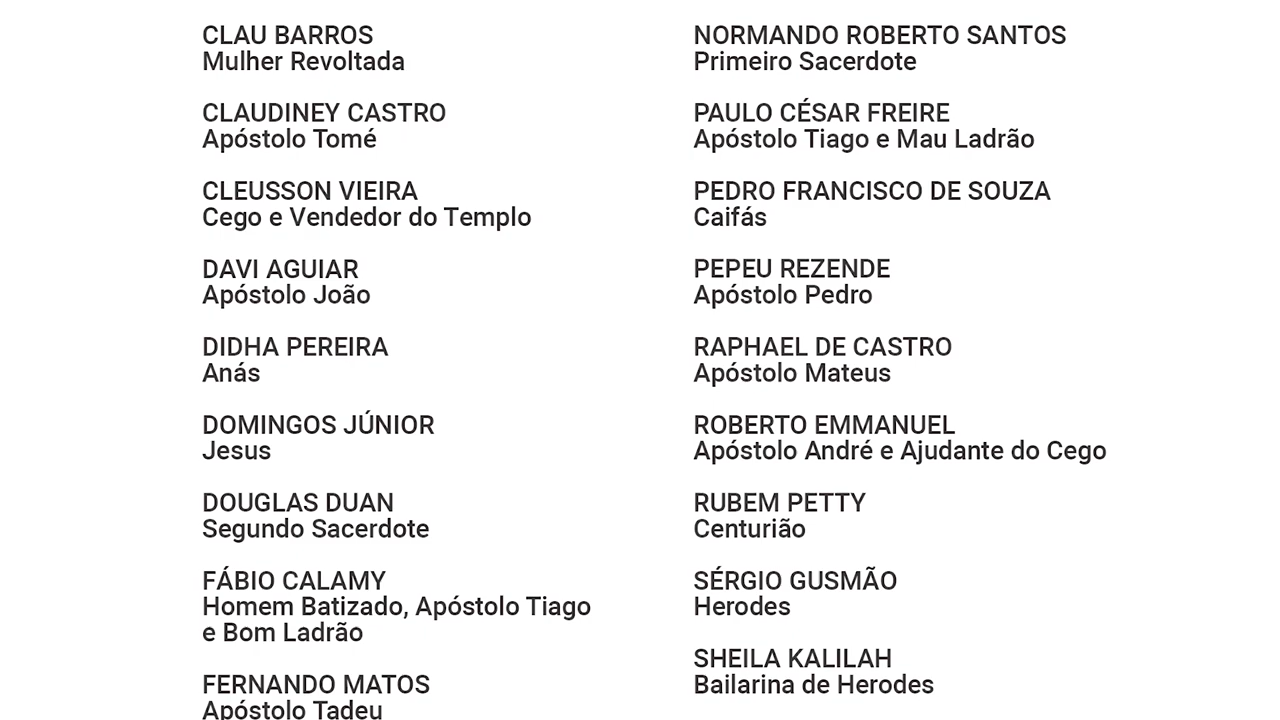 CLAU BARROS
Mulher Revoltada
CLAUDINEY CASTRO
Apóstolo Tomé
CLEUSSON VIEIRA
Cego e Vendedor do Templo
DAVI AGUIAR
Apóstolo João
DIDHA PEREIRA
Anás
DOMINGOS JÚNIOR
Jesus
DOUGLAS DUAN
Segundo Sacerdote
FÁBIO CALAMY
Homem Batizado, Apóstolo Tiago
e Bom Ladrão
FERNANDO MATOS
Apóstolo Tadeu
NORMANDO ROBERTO SANTOS
Primeiro Sacerdote
PAULO CÉSAR FREIRE
Apóstolo Tiago e Mau Ladrão
PEDRO FRANCISCO DE SOUZA
Caifás
PEPEU REZENDE
Apóstolo Pedro
RAPHAEL DE CASTRO
Apóstolo Mateus
ROBERTO EMMANUEL
Apóstolo André e Ajudante do Cego
RUBEM PETTY
Centurião
SÉRGIO GUSMÃO
Herodes
SHEILA KALILAH
Bailarina de Herodes